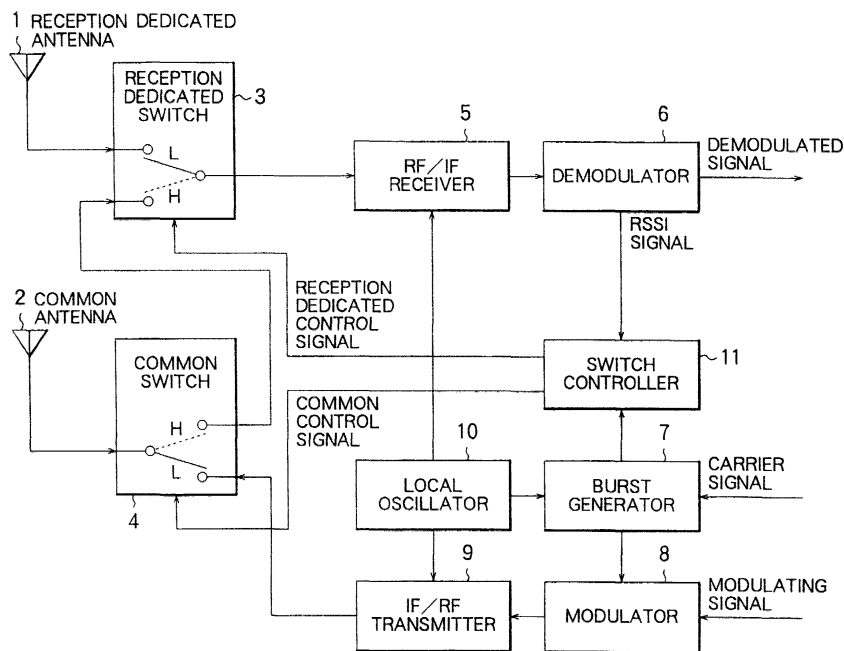 1 RECEPTION DEDICATED
ANTENNA
RECEPTION
DEDICATED
SWITCH
3
L
H
5
RF/IF
RECEIVER
6
DEMODULATOR
DEMODULATED
SIGNAL
RSSI
SIGNAL
2 COMMON
ANTENNA
RECEPTION
DEDICATED
CONTROL
SIGNAL
COMMON
SWITCH
H
L
4
COMMON
CONTROL
SIGNAL
SWITCH
CONTROLLER
11
10
LOCAL
OSCILLATOR
7
BURST
GENERATOR
CARRIER
SIGNAL
9
IF/RF
TRANSMITTER
8
MODULATOR
MODULATING
SIGNAL